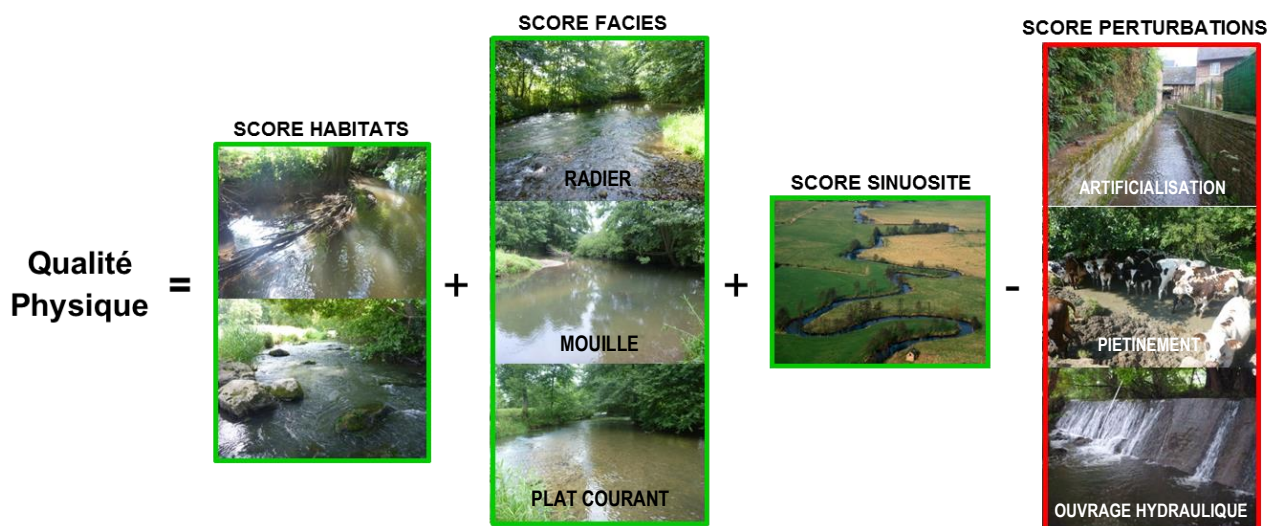 Qualité
Physique
=
SCORE HABITATS
+
SCORE FACIES
RADIER
MOUILLE
PLAT COURANT
+
SCORE SINUOSITE
-
SCORE PERTURBATIONS
ARTIFICIALISATION
PIETINEMENT
OUVRAGE HYDRAULIQUE